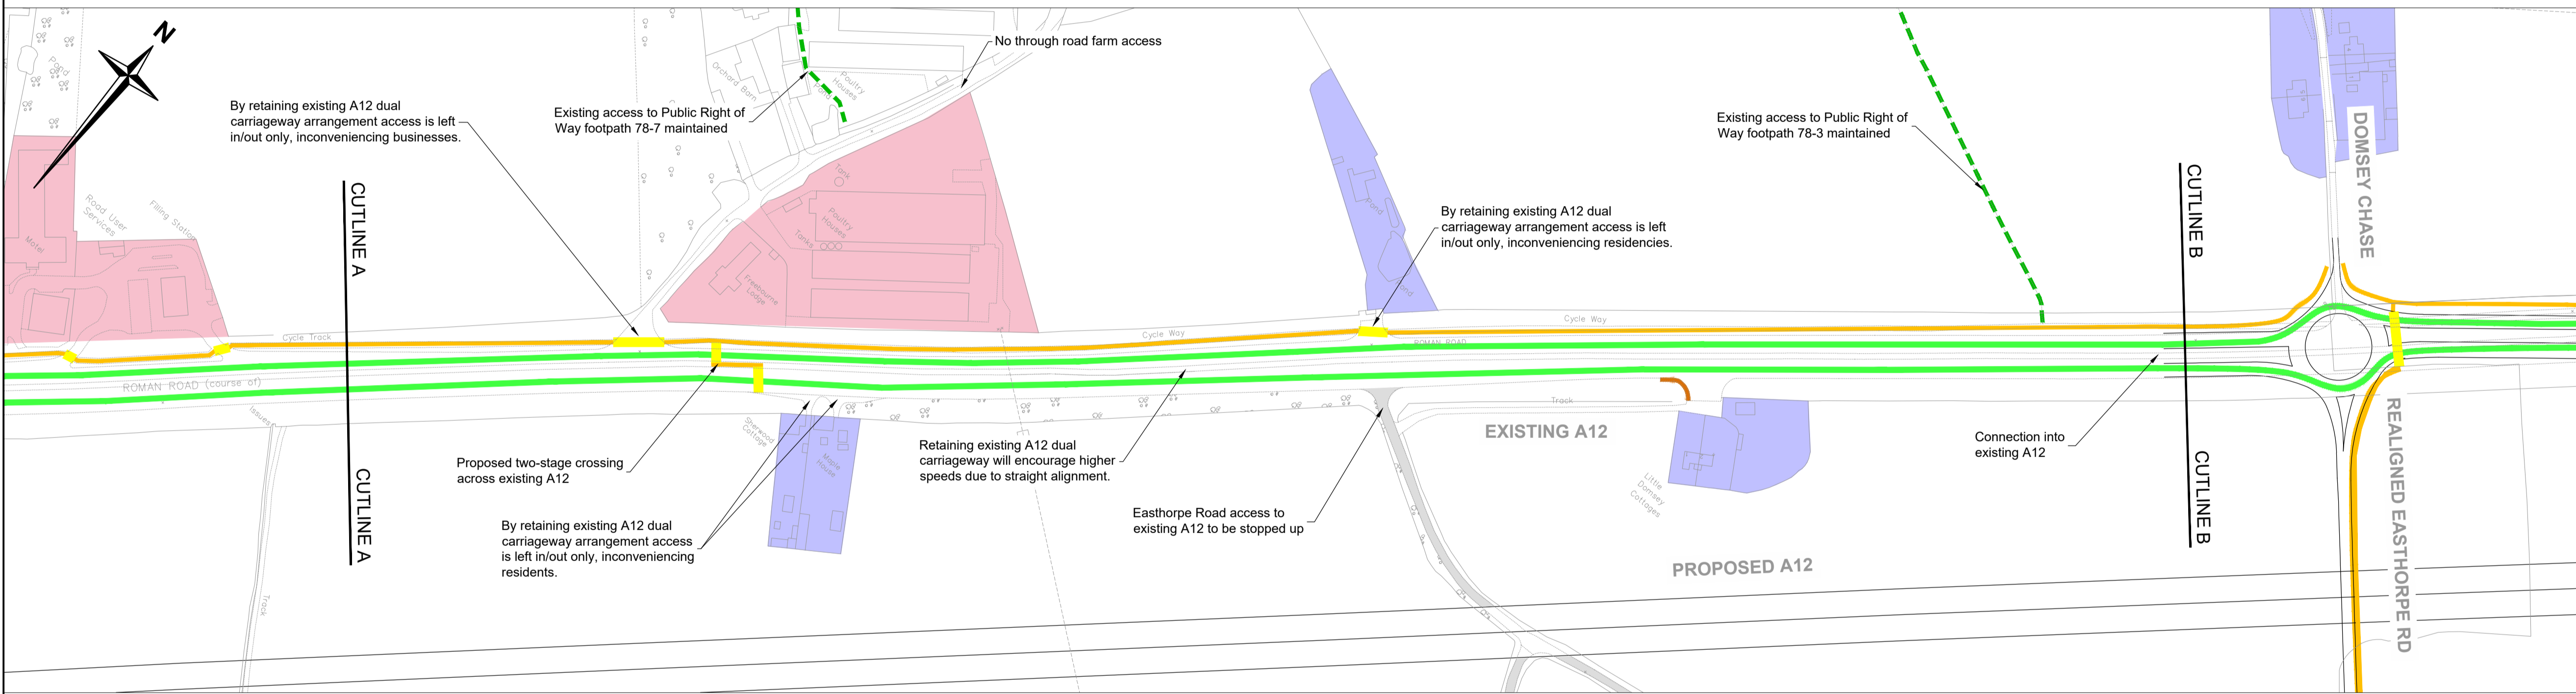 N
No through road farm access
By retaining existing A12 dual
carriageway arrangement access is left
in/out only, inconveniencing businesses.
Existing access to Public Right of
Way footpath 78-7 maintained
Existing access to Public Right of
Way footpath 78-3 maintained
By retaining existing A12 dual
carriageway arrangement access is left
in/out only, inconveniencing residencies.
Pond
Orchard Barn
Poultry
Houses
Pond
Motel
Road User
Services
Filling Station
CUTLINE A
CUTLINE A
Tank
Poultry
Houses
Tanks
Freebourne
Lodge
Pond
Pond
CUTLINE B
CUTLINE B
DOMSEY CHASE
Cycle Track
Cycle Way
Cycle Way
ROMAN ROAD
ROMAN ROAD (course of)
Issues
Track
Sherwood
Cottage
Maple
House
Track
EXISTING A12
Little
Domsey
Cottages
Proposed two-stage crossing
across existing A12
By retaining existing A12 dual
carriageway arrangement access
is left in/out only, inconveniencing
residents.
Retaining existing A12 dual
carriageway will encourage higher
speeds due to straight alignment.
Easthorpe Road access to
existing A12 to be stopped up
Connection into
existing A12
PROPOSED A12
REALIGNED EASTHORPE RD